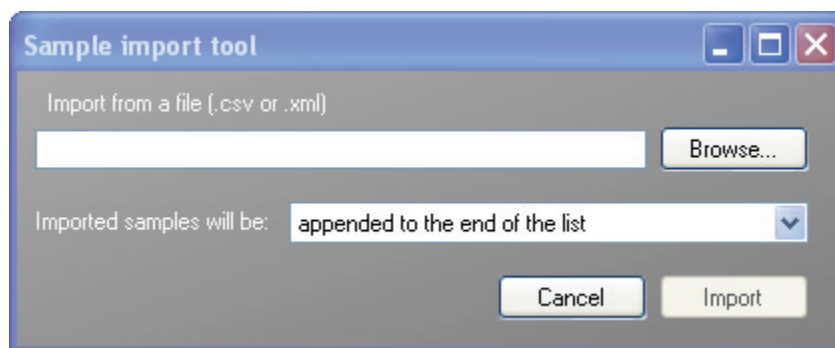 Sample import tool
Import from a file (.csv or .xml)
Browse...
Imported samples will be: appended to the end of the list
Cancel Import